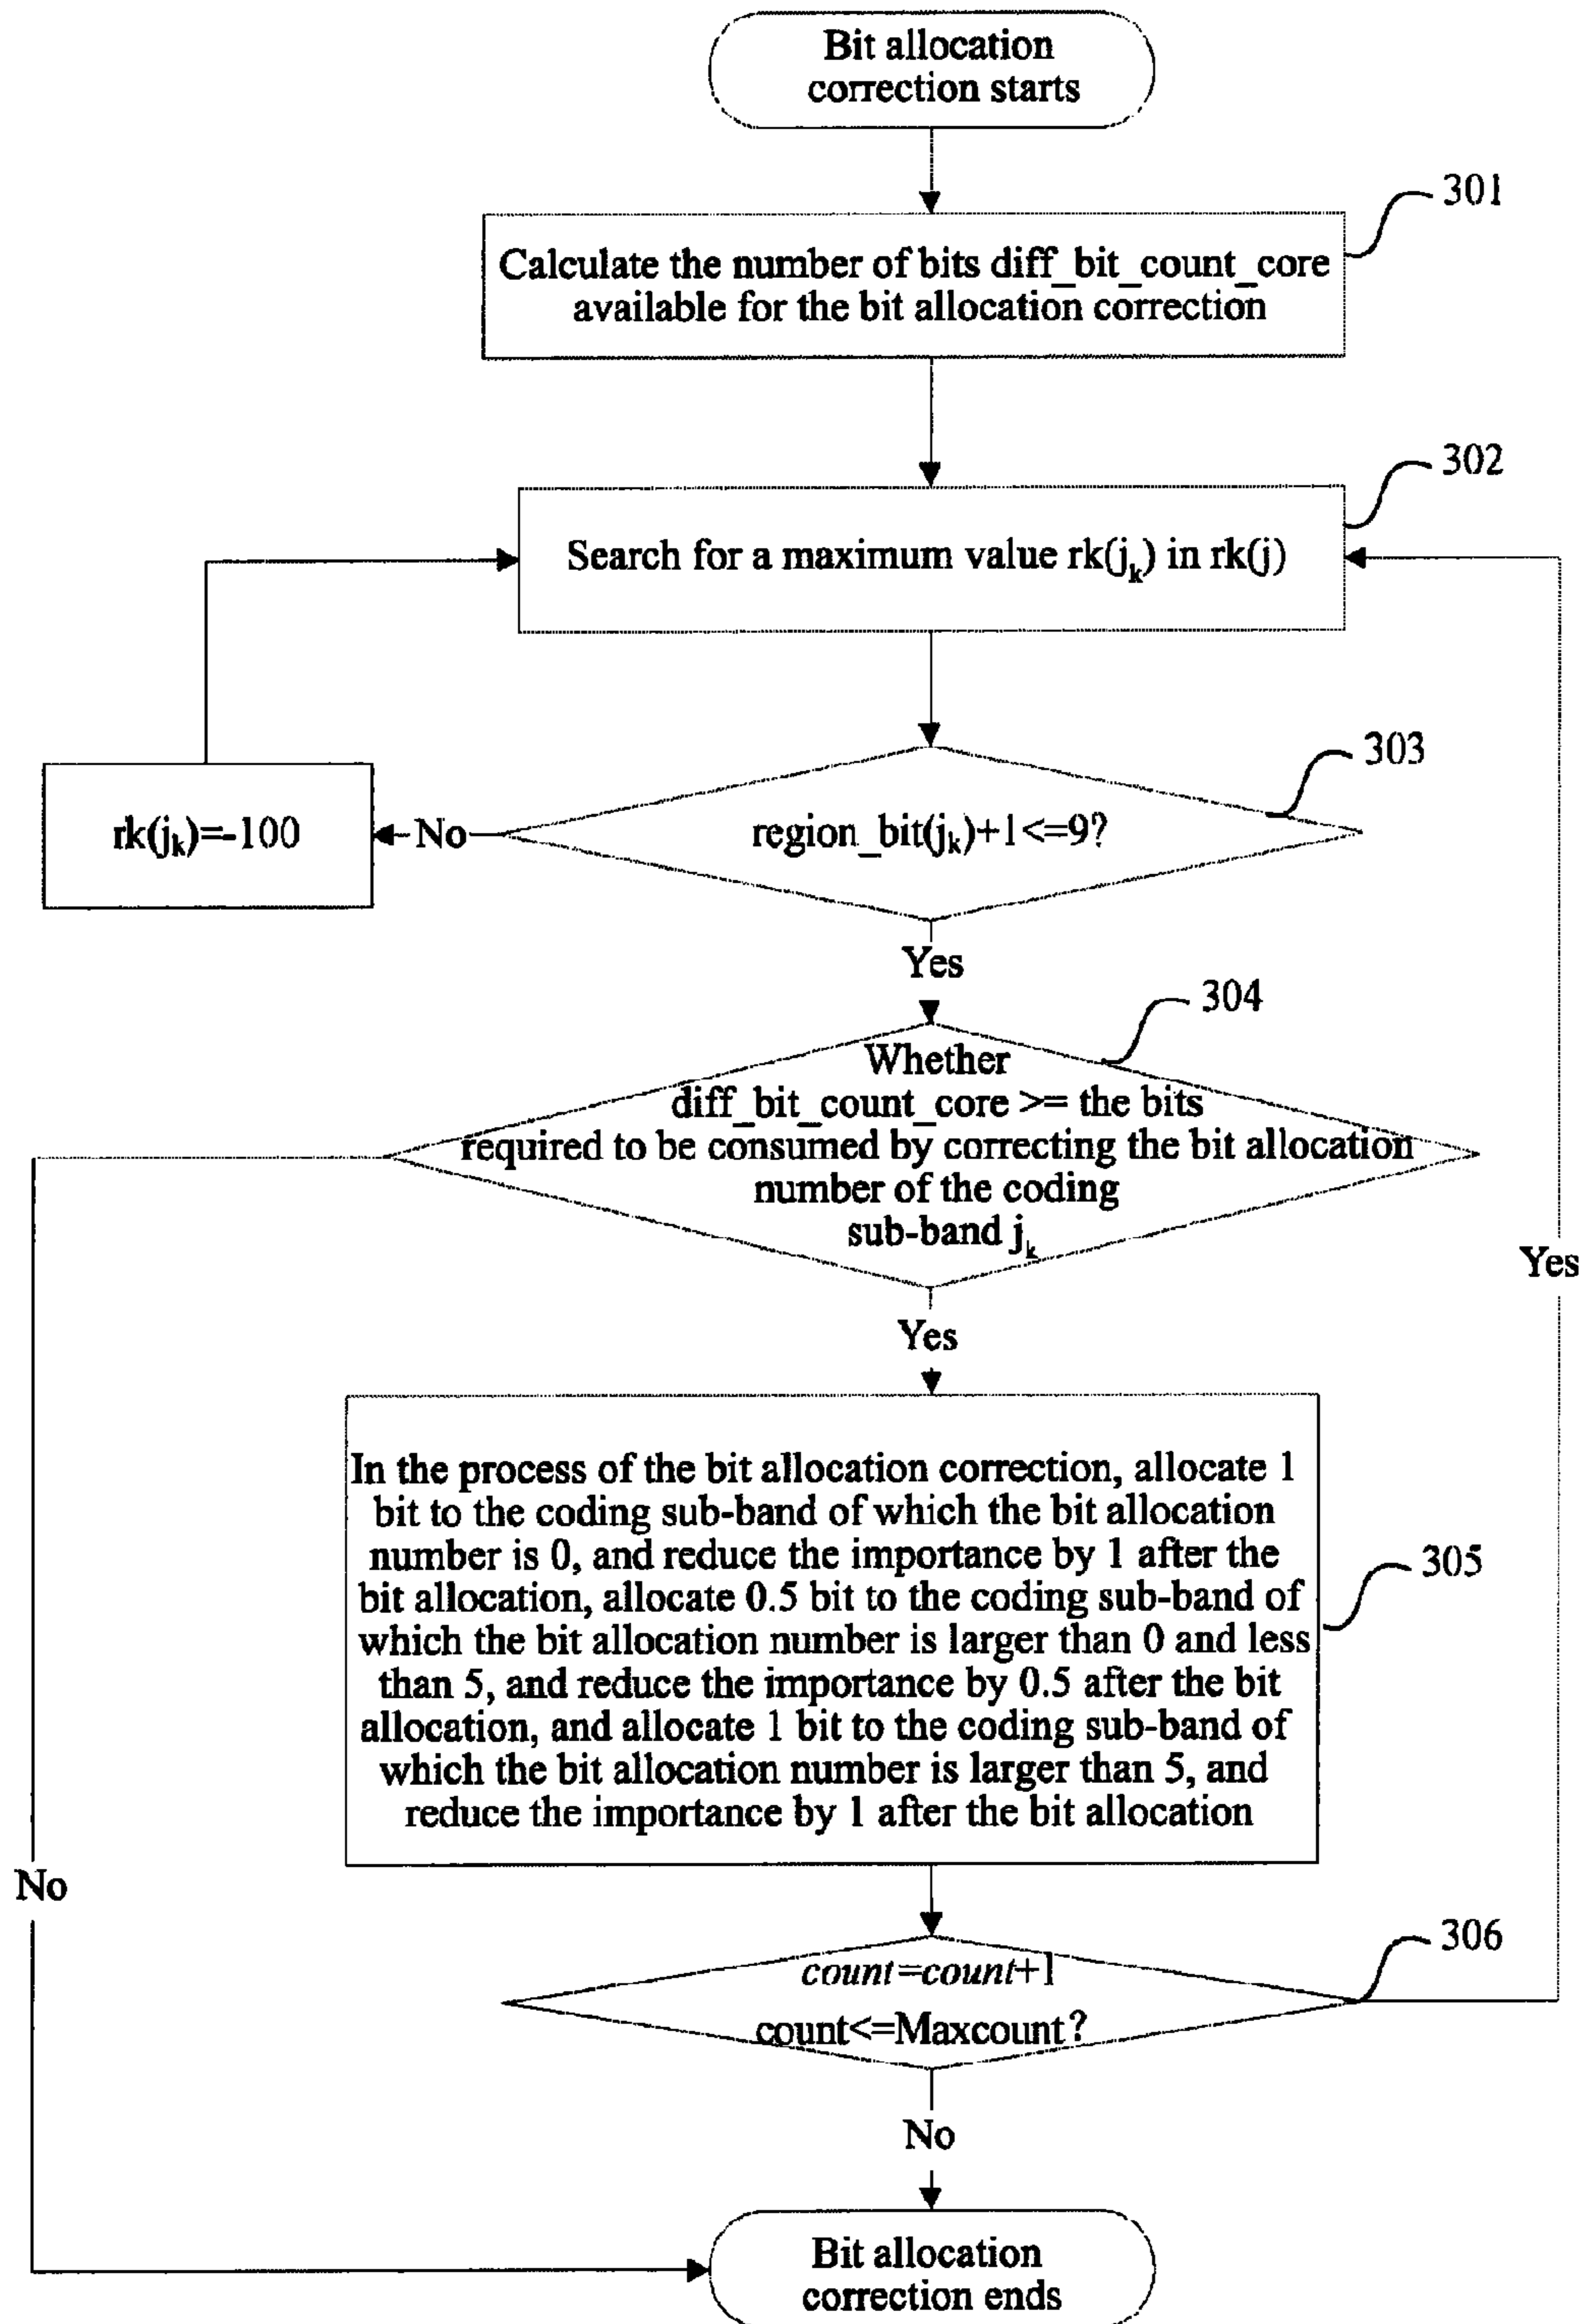 Bit allocation
correction starts
301
Calculate the number of bits diff_bit_count_core
available for the bit allocation correction
302
Search for a maximum value rk(jk) in rk(j)
303
region_bit(jk)+1<=9?
No
rk(jk)=-100
Yes
304
Whether
diff_bit_count_core >= the bits
required to be consumed by correcting the bit allocation
number of the coding
sub-band jk
Yes
Yes
305
In the process of the bit allocation correction, allocate 1
bit to the coding sub-band of which the bit allocation
number is 0, and reduce the importance by 1 after the
bit allocation, allocate 0.5 bit to the coding sub-band of
which the bit allocation number is larger than 0 and less
than 5, and reduce the importance by 0.5 after the bit
allocation, and allocate 1 bit to the coding sub-band of
which the bit allocation number is larger than 5, and
reduce the importance by 1 after the bit allocation
No
306
count=count+1
count<=Maxcount?
No
Bit allocation
correction ends